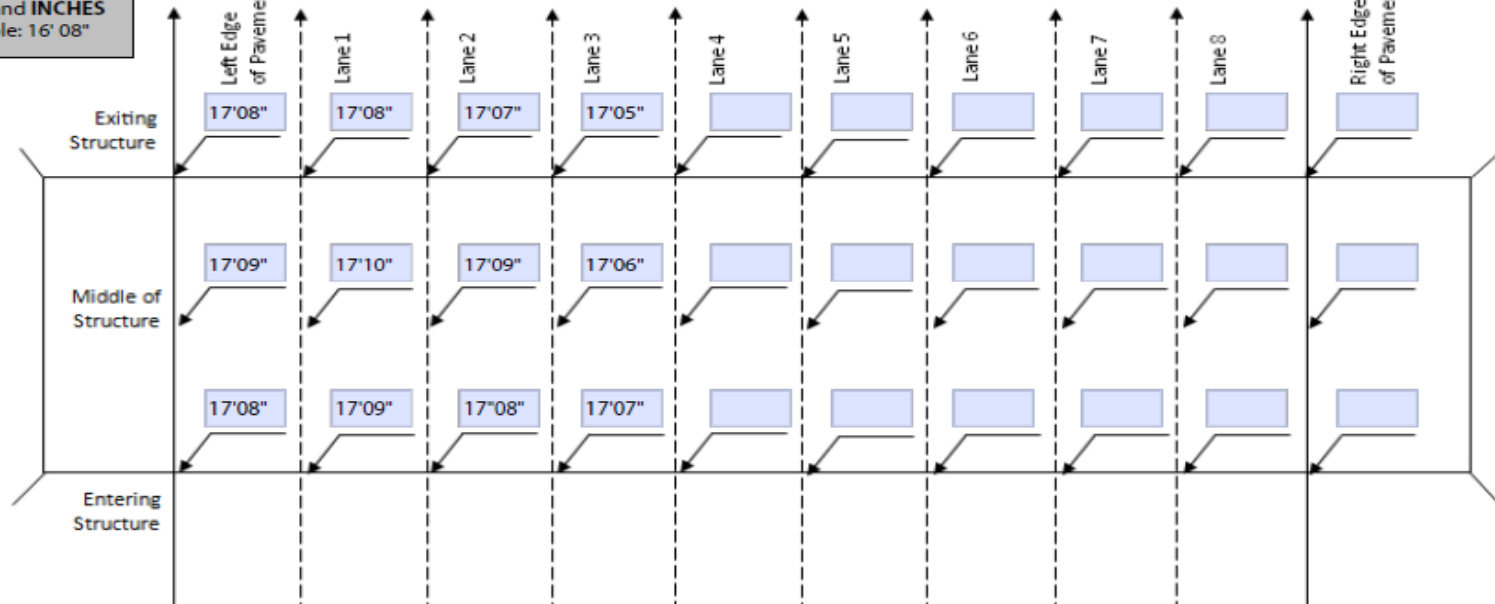 and INCHES
le: 16' 08"
Left Edge
of Paveme
Lane 1
Lane 2
Lane 3
Lane 4
Lane 5
Lane 6
Lane 7
Lane 8
Right Edge
of Paveme
Exiting
Structure
17'08" 17'08" 17'07" 17'05"
Middle of
Structure
17'09" 17'10" 17'09" 17'06"
17'08" 17'09" 17"08" 17'07"
Entering
Structure